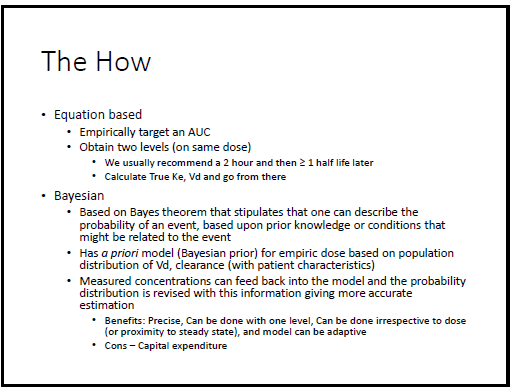 The How
• Equation based
• Empirically target an AUC
• Obtain two levels (on same dose)
• We usually recommend a 2 hour and then ≥ 1 half life later
• Calculate True Ke, Vd and go from there
• Bayesian
• Based on Bayes theorem that stipulates that one can describe the
probability of an event, based upon prior knowledge or conditions that
might be related to the event
• Has a priori model (Bayesian prior) for empiric dose based on population
distribution of Vd, clearance (with patient characteristics)
• Measured concentrations can feed back into the model and the probability
distribution is revised with this information giving more accurate
estimation
• Benefits: Precise, Can be done with one level, Can be done irrespective to dose
(or proximity to steady state), and model can be adaptive
• Cons – Capital expenditure